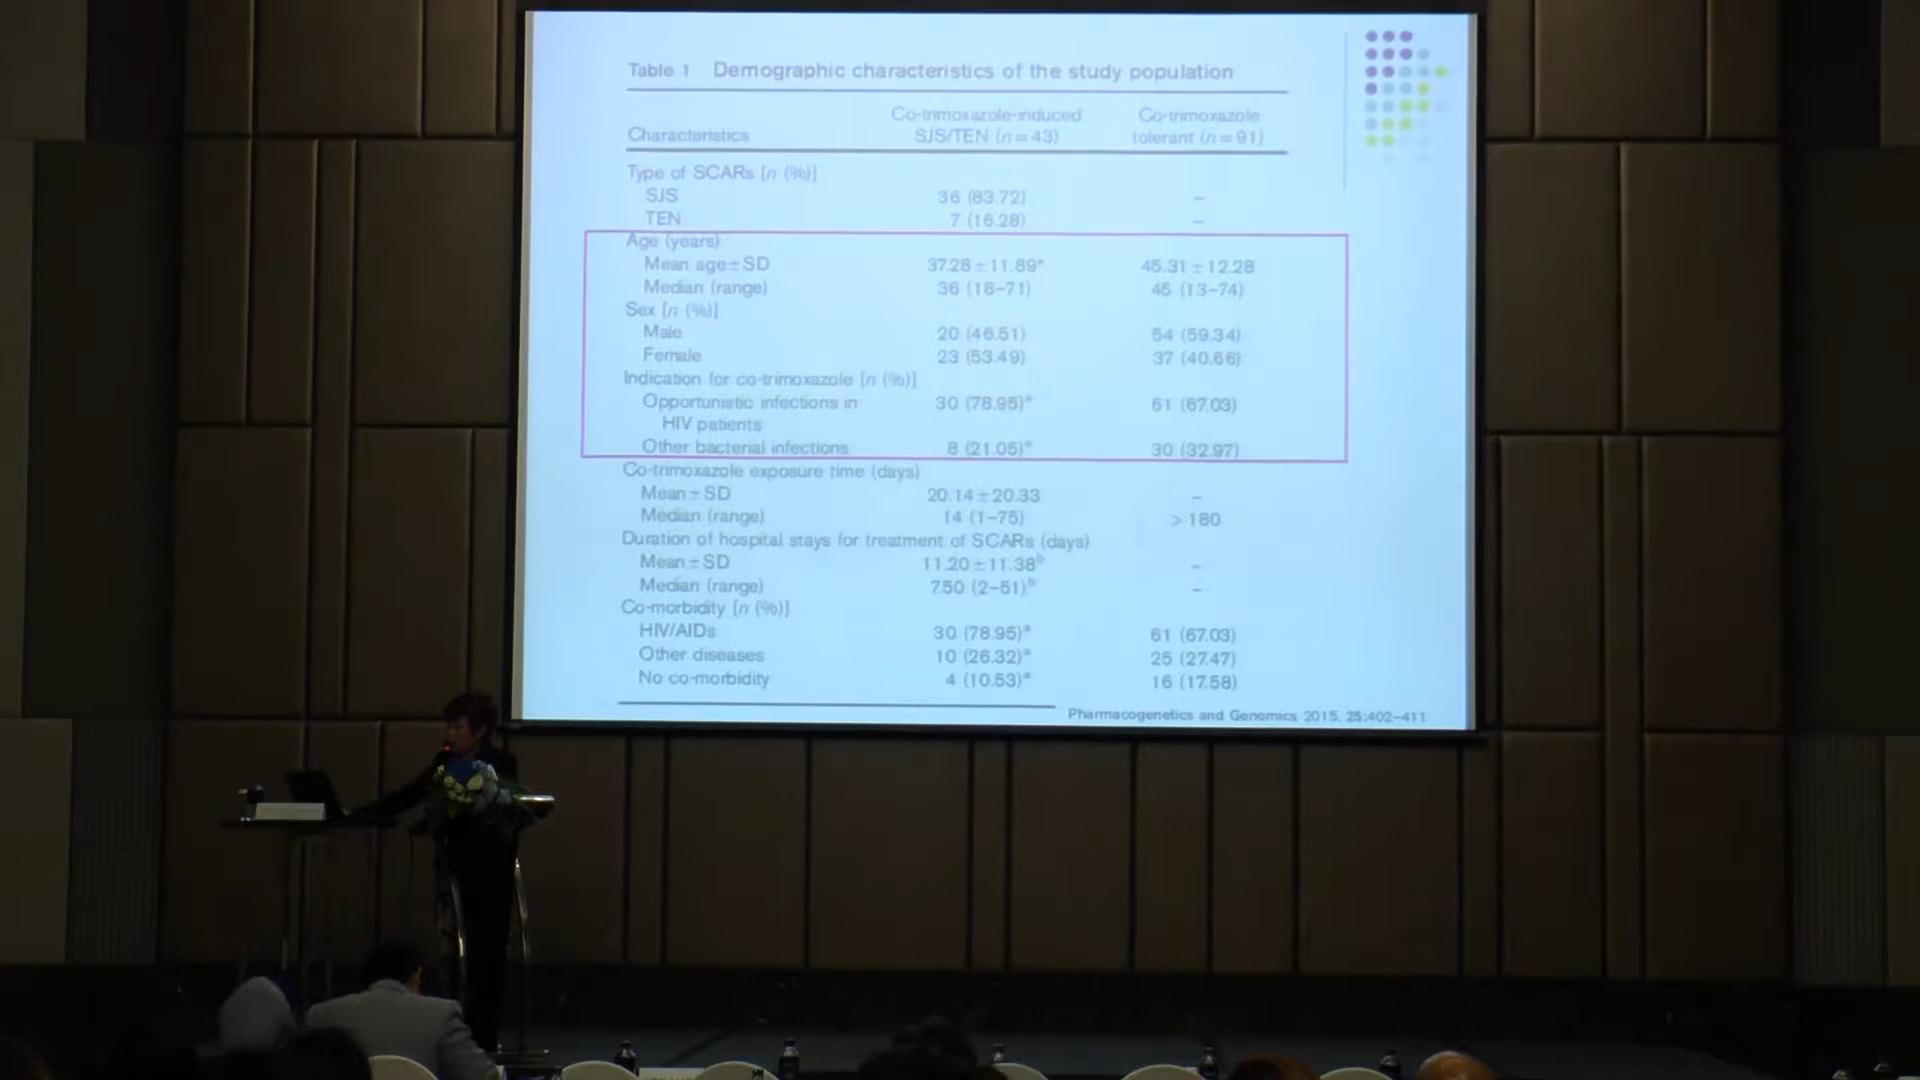 Table 1 Demographic characteristics of the study population
Characteristics Co-trimoxazole-induced SJS/TEN (n=43) Co-trimoxazole tolerant (n=91)
Type of SCARs [n (%)]
SJS 36 (83.72) –
TEN 7 (16.28) –
Age (years)
Mean age±SD 37.28±11.89* 45.31±12.28
Median (range) 36 (18–71) 45 (13–74)
Sex [n (%)]
Male 20 (46.51) 54 (59.34)
Female 23 (53.49) 37 (40.66)
Indication for co-trimoxazole [n (%)]
Opportunistic infections in 30 (78.95)ᵃ 61 (67.03)
HIV patients
Other bacterial infections 8 (21.05)ᵃ 30 (32.97)
Co-trimoxazole exposure time (days)
Mean±SD 20.14±20.33 –
Median (range) 14 (1–75) >180
Duration of hospital stays for treatment of SCARs (days)
Mean±SD 11.20±11.38ᵇ –
Median (range) 7.50 (2–51)ᵇ –
Co-morbidity [n (%)]
HIV/AIDs 30 (78.95)ᵃ 61 (67.03)
Other diseases 10 (26.32)ᵃ 25 (27.47)
No co-morbidity 4 (10.53)ᵃ 16 (17.58)
Pharmacogenetics and Genomics 2015, 25:402–411